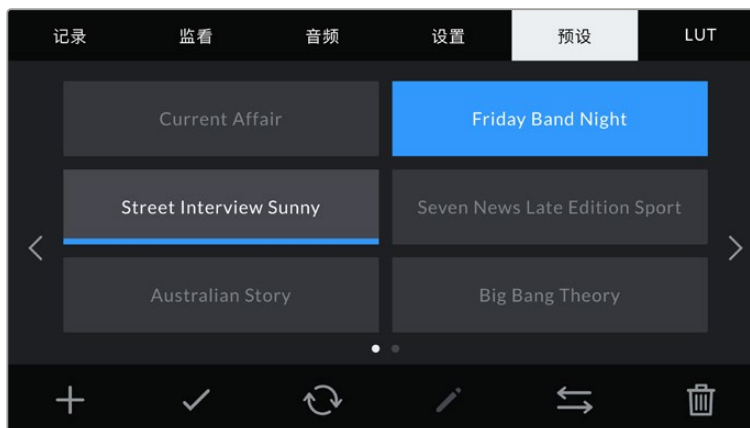 记录 监看 音频 设置 预设 LUT
Current Affair Friday Band Night
Street Interview Sunny Seven News Late Edition Sport
Australian Story Big Bang Theory